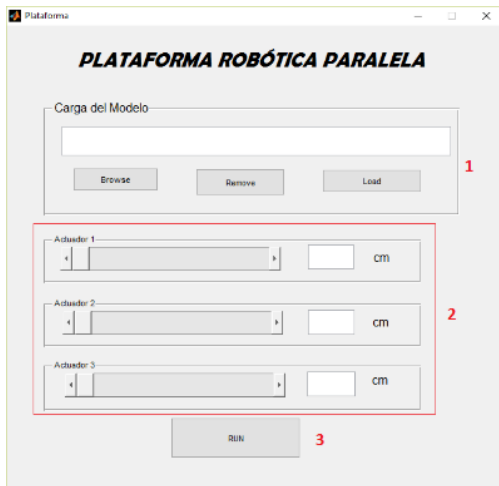 Plataforma
PLATAFORMA ROBÓTICA PARALELA
Carga del Modelo
1
Browse Remove Load
Actuador 1
cm
Actuador 2
cm
2
Actuador 3
cm
RUN 3